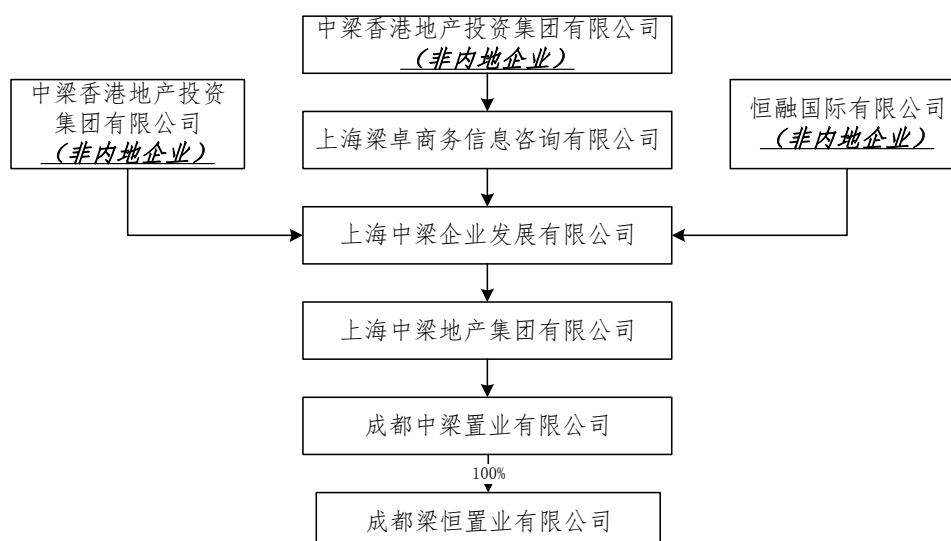 中梁香港地产投资集团有限公司
（非内地企业）
中梁香港地产投资
集团有限公司
（非内地企业）
上海梁卓商务信息咨询有限公司
恒融国际有限公司
（非内地企业）
上海中梁企业发展有限公司
上海中梁地产集团有限公司
成都中梁置业有限公司
100%
成都梁恒置业有限公司